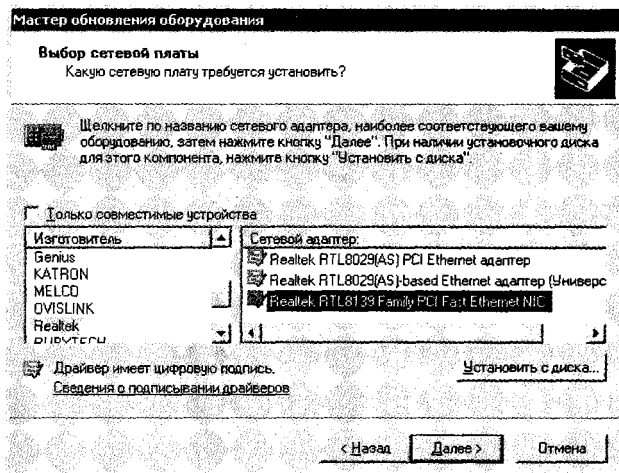 Мастер обновления оборудования
Выбор сетевой платы
Какую сетевую плату требуется установить?
Щелкните по названию сетевого адаптера, наиболее соответствующего вашему
оборудованию, затем нажмите кнопку "Далее". При наличии установочного диска
для этого компонента, нажмите кнопку "Установить с диска".
Только совместимые устройства
Изготовитель
Genius
KATRON
MELCO
OVISLINK
Realtek
RUBYTECH
Сетевой адаптер:
Realtek RTL8029(AS) PCI Ethernet адаптер
Realtek RTL8029(AS)-based Ethernet адаптер (Универс
Realtek RTL8139 Family PCI Fast Ethernet NIC
Драйвер имеет цифровую подпись.
Сведения о подписывании драйверов
Установить с диска...
< Назад
Далее >
Отмена